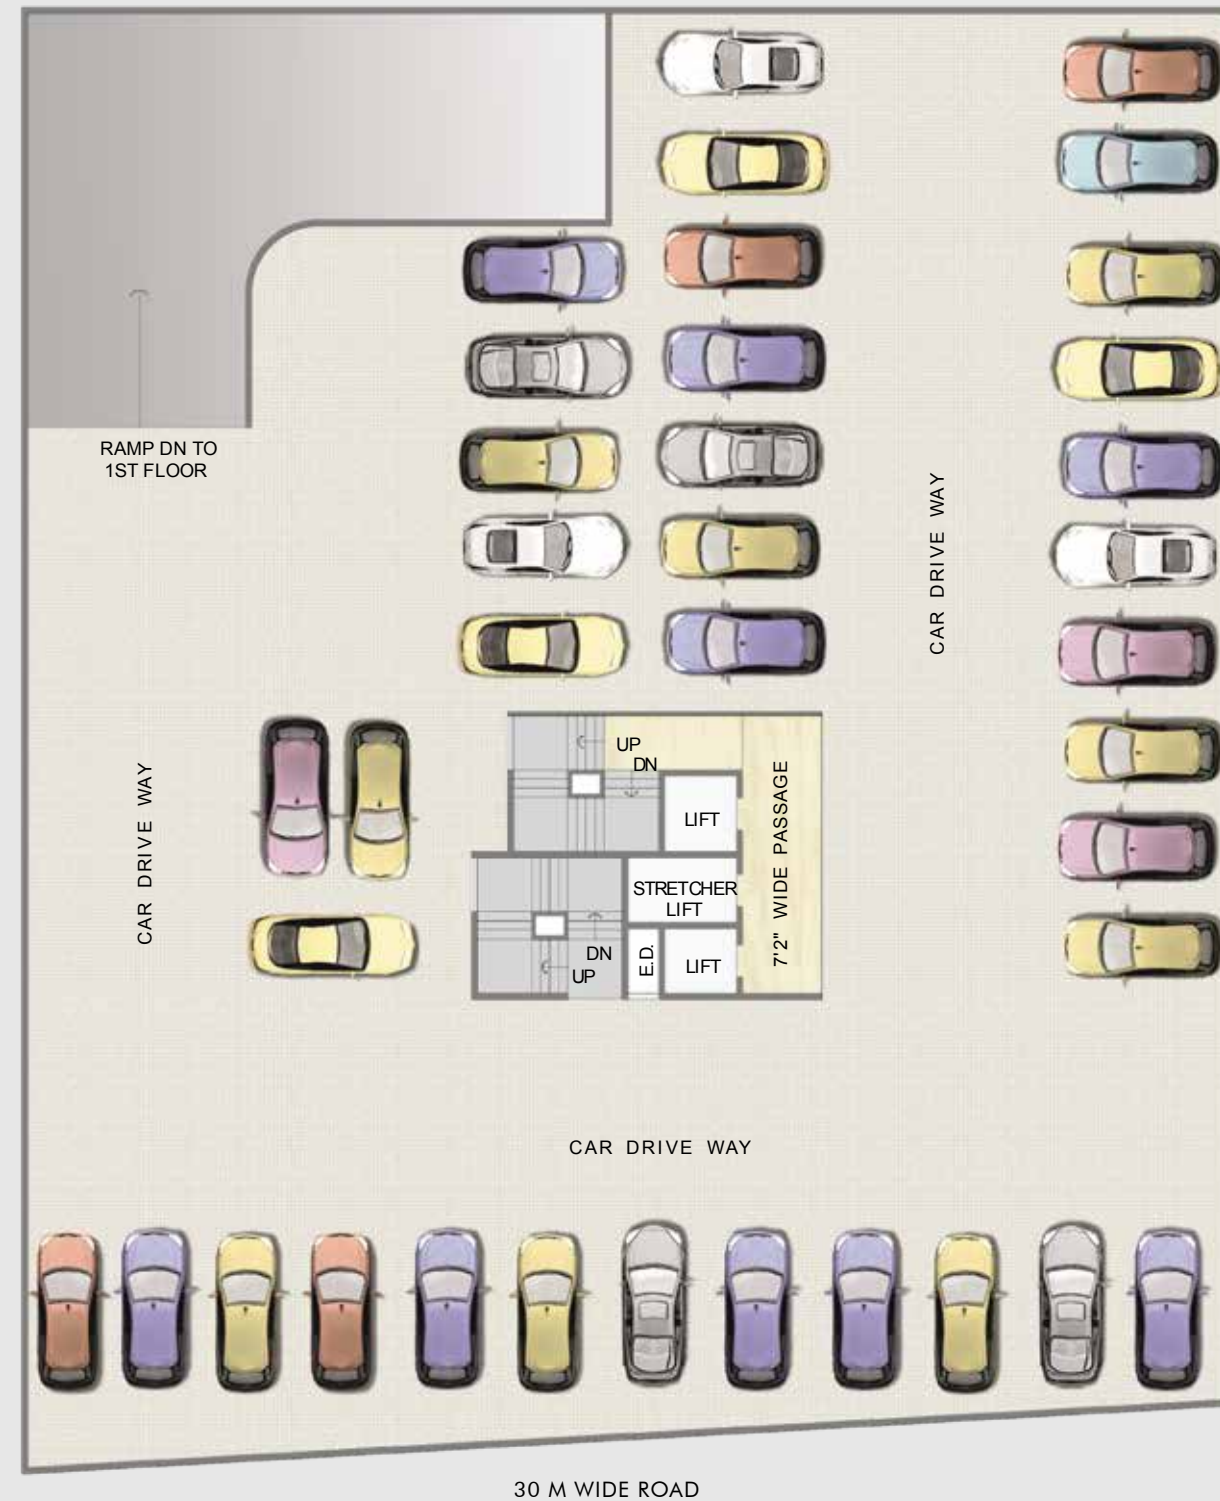 RAMP DN TO
1ST FLOOR
CAR DRIVE WAY
UP
DN
LIFT
7'2" WIDE PASSAGE
CAR DRIVE WAY
STRETCHER
LIFT
DN
UP
E.D.
LIFT
CAR DRIVE WAY
30 M WIDE ROAD